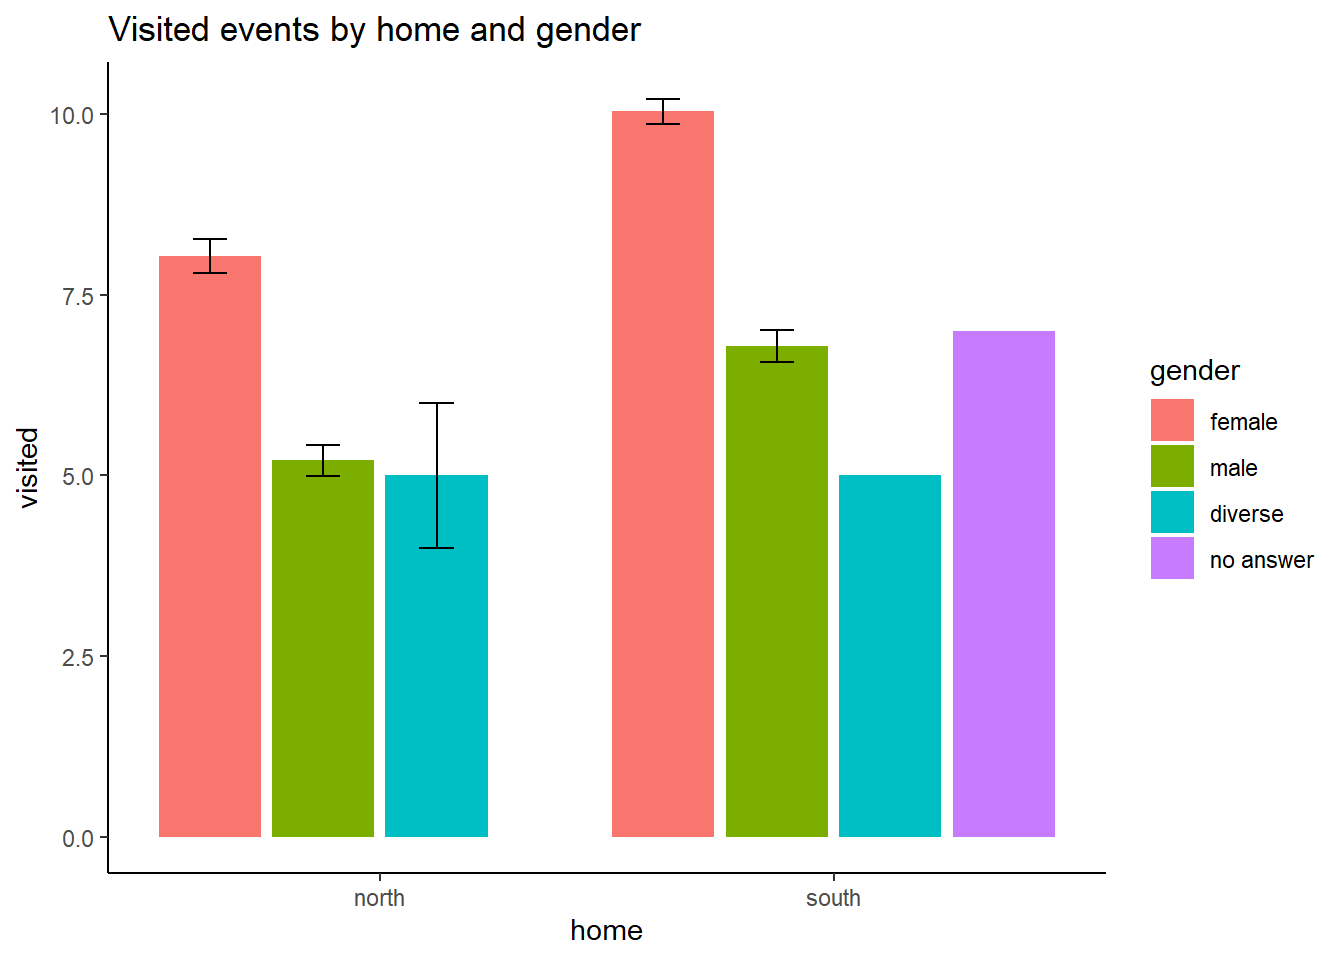 Visited events by home and gender
10.0
7.5
5.0
2.5
0.0
visited
north
south
home
gender
female
male
diverse
no answer